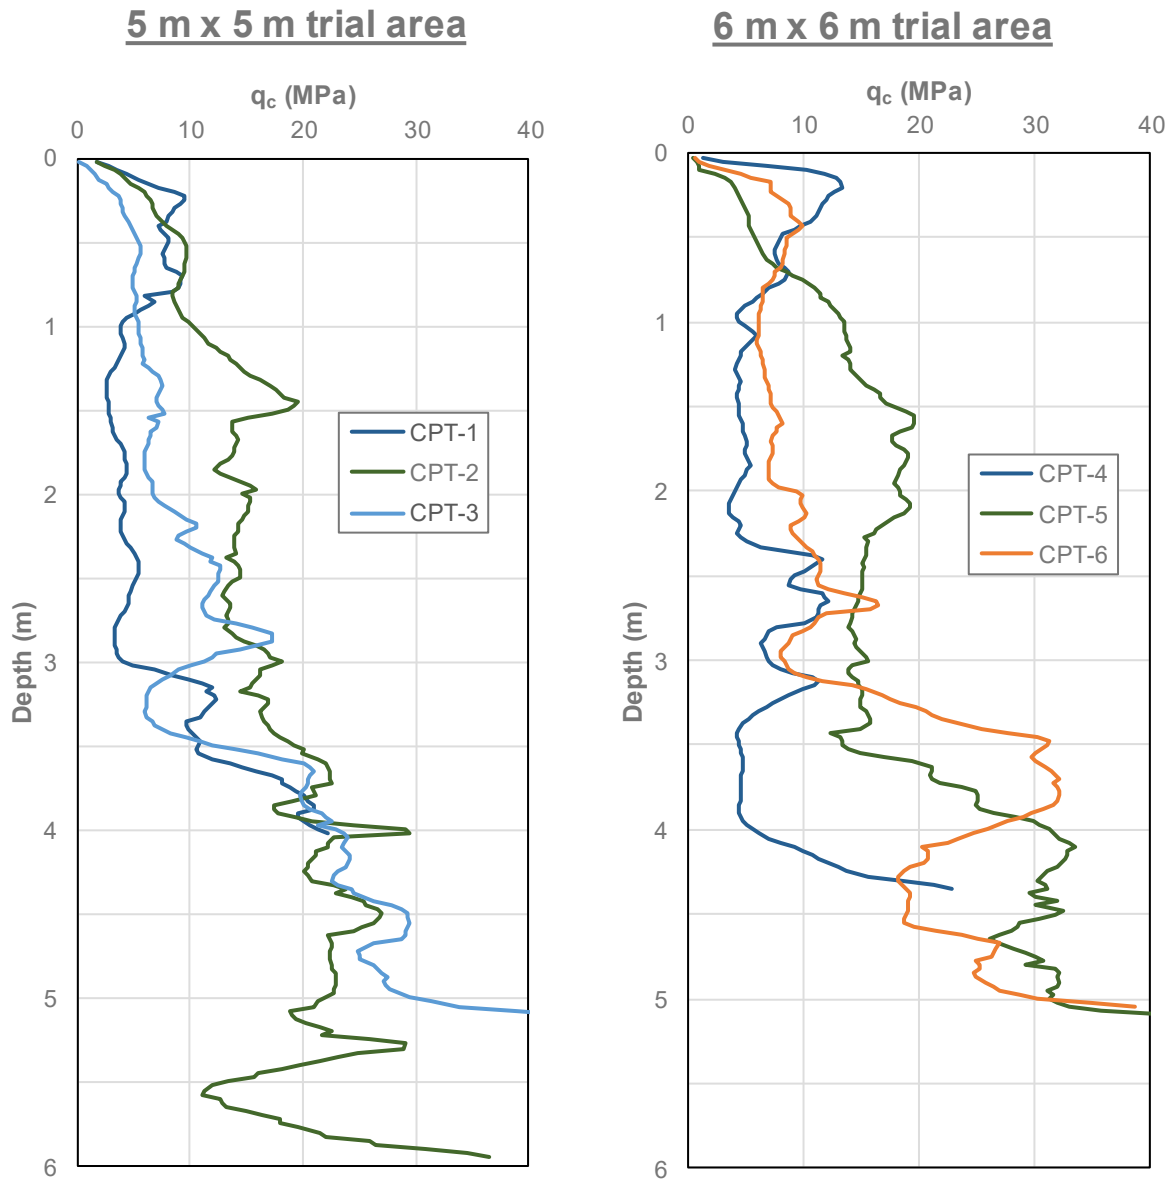 5 m x 5 m trial area
qc (MPa)
0 10 20 30 40
0
1
2
3
4
5
6
Depth (m)
CPT-1
CPT-2
CPT-3
6 m x 6 m trial area
qc (MPa)
0 10 20 30 40
0
1
2
3
4
5
6
Depth (m)
CPT-4
CPT-5
CPT-6